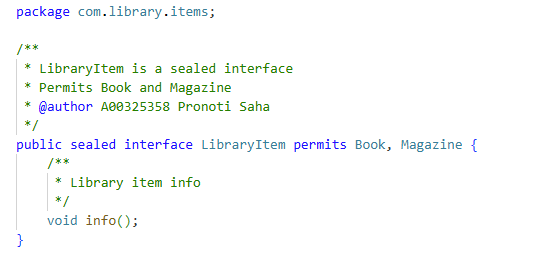 package com.library.items;
/**
* LibraryItem is a sealed interface
* Permits Book and Magazine
* @author A00325358 Pronoti Saha
*/
public sealed interface LibraryItem permits Book, Magazine {
/**
* Library item info
*/
void info();
}